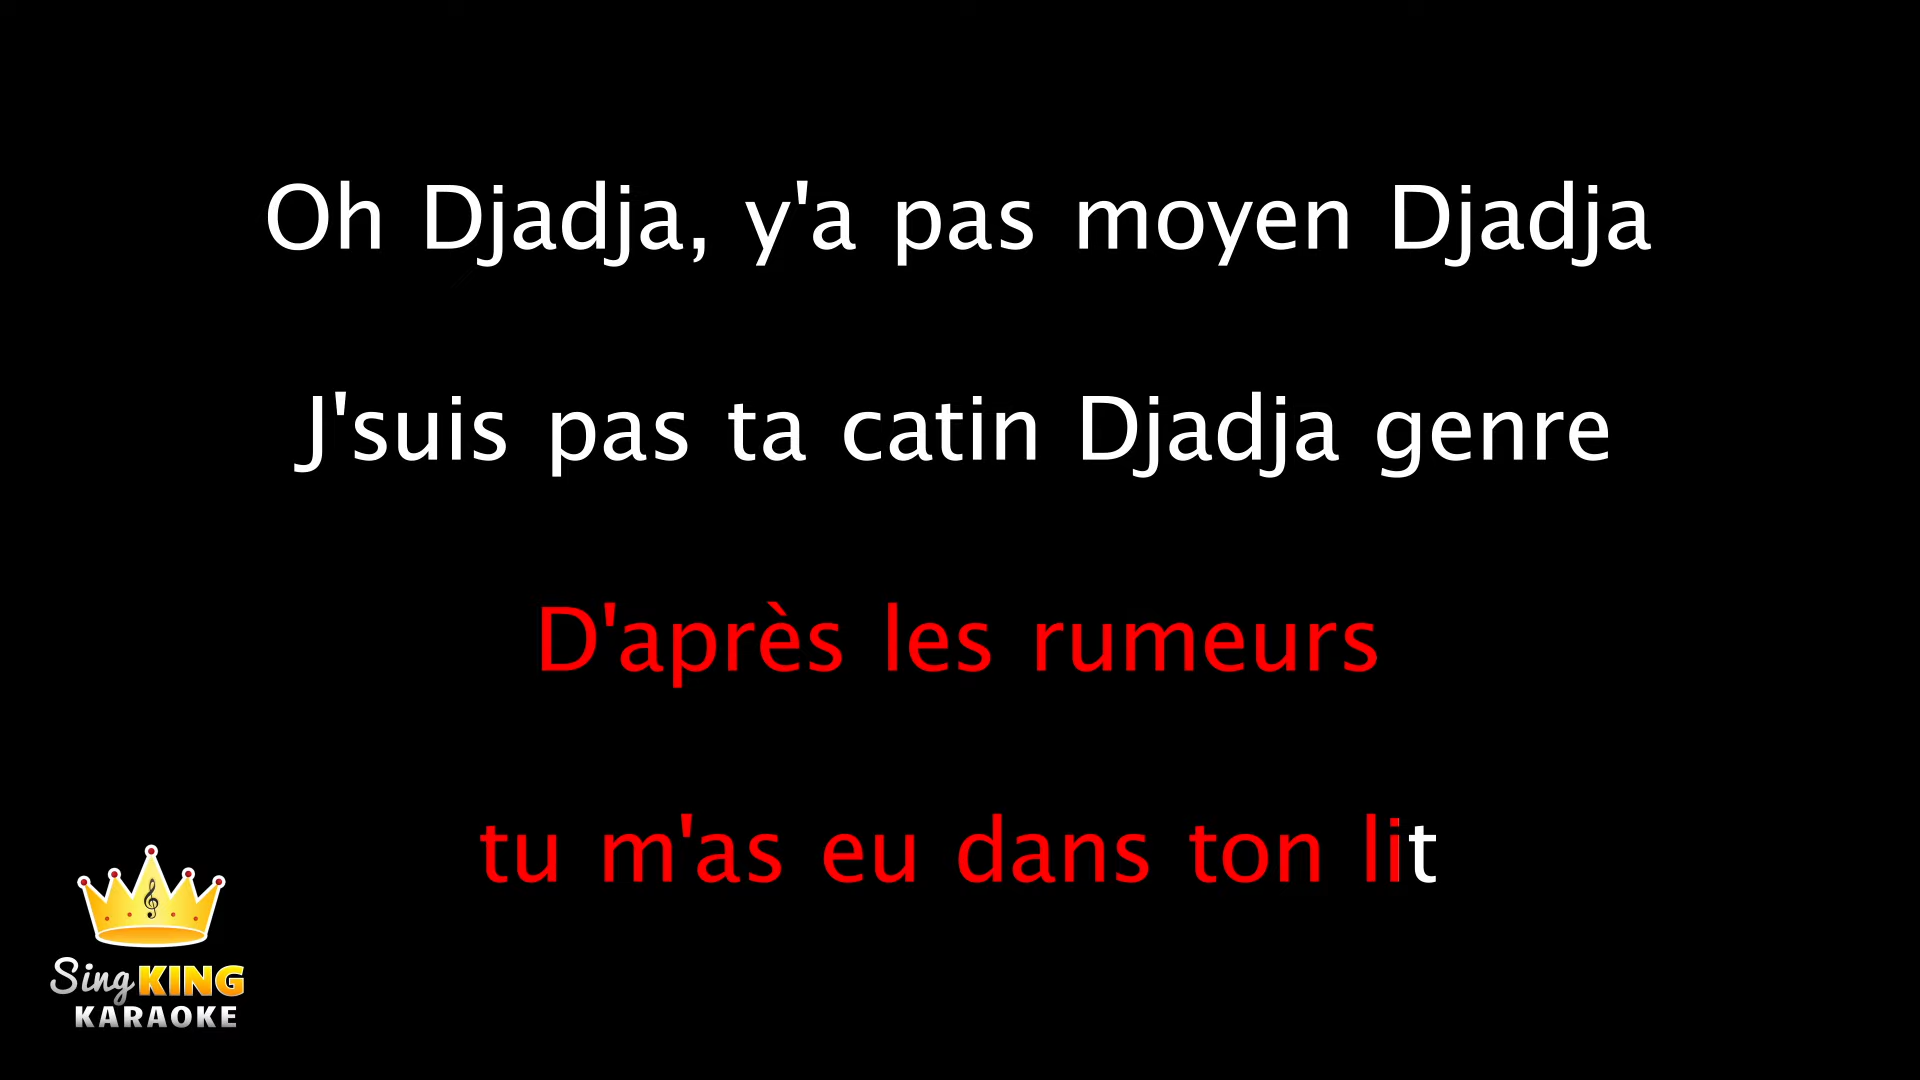 Oh Djadja, y'a pas moyen Djadja
J'suis pas ta catin Djadja genre
D'après les rumeurs
tu m'as eu dans ton lit
Sing KING
KARAOKE